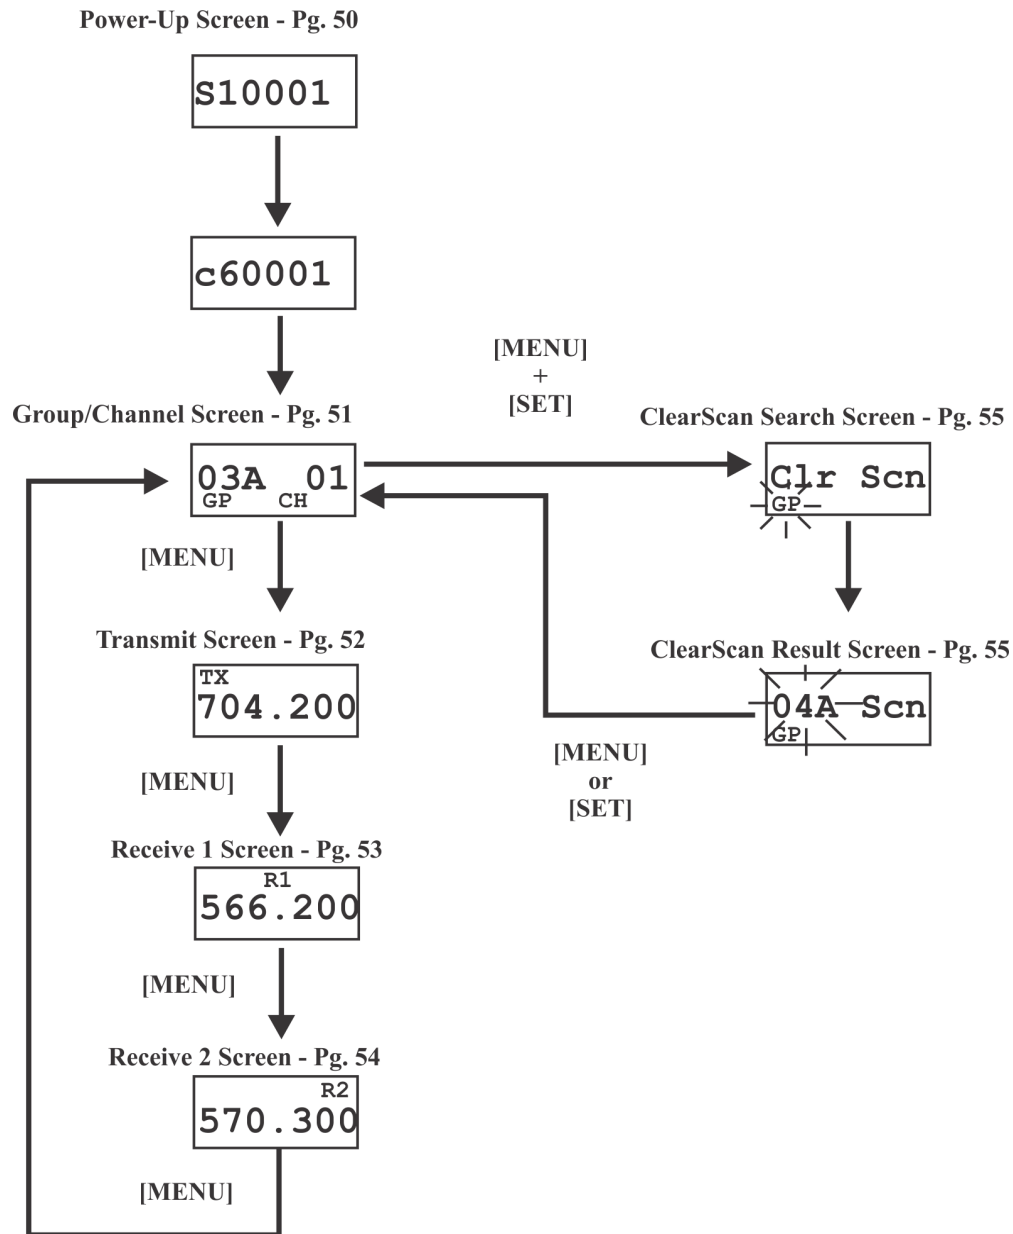 Power-Up Screen - Pg. 50
S10001
c60001
[MENU]
+
[SET]
Group/Channel Screen - Pg. 51
03A 01
GP CH
ClearScan Search Screen - Pg. 55
Clr Scn
GP
[MENU]
Transmit Screen - Pg. 52
TX
704.200
ClearScan Result Screen - Pg. 55
04A Scn
GP
[MENU]
or
[SET]
[MENU]
Receive 1 Screen - Pg. 53
R1
566.200
[MENU]
Receive 2 Screen - Pg. 54
R2
570.300
[MENU]